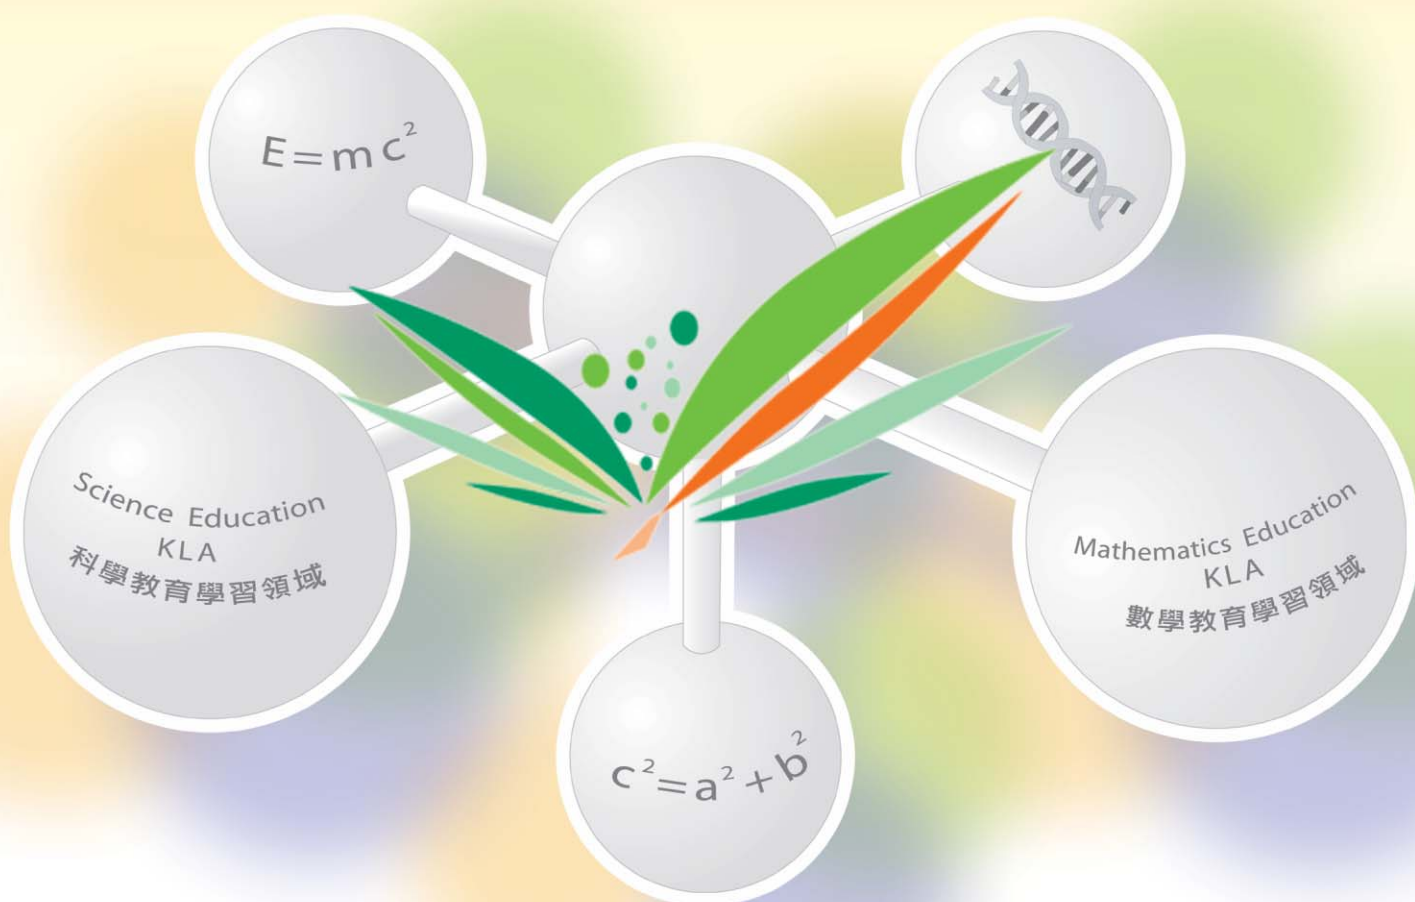 E=mc²
Science Education
KLA
科學教育學習領域
Mathematics Education
KLA
數學教育學習領域
c²=a²+b²